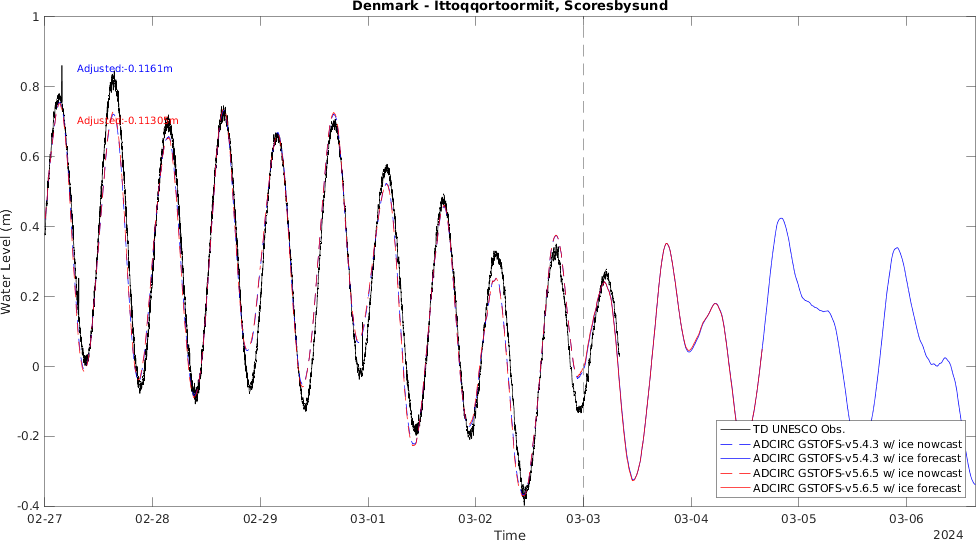 Denmark - Ittoqqortoormiit, Scoresbysund
1
0.8
0.6
0.4
0.2
0
-0.2
-0.4
Water Level (m)
Adjusted:-0.1161m
Adjusted:-0.11309m
TD UNESCO Obs.
ADCIRC GSTOFS-v5.4.3 w/ ice nowcast
ADCIRC GSTOFS-v5.4.3 w/ ice forecast
ADCIRC GSTOFS-v5.6.5 w/ ice nowcast
ADCIRC GSTOFS-v5.6.5 w/ ice forecast
02-27 02-28 02-29 03-01 03-02 03-03 03-04 03-05 03-06
Time
2024